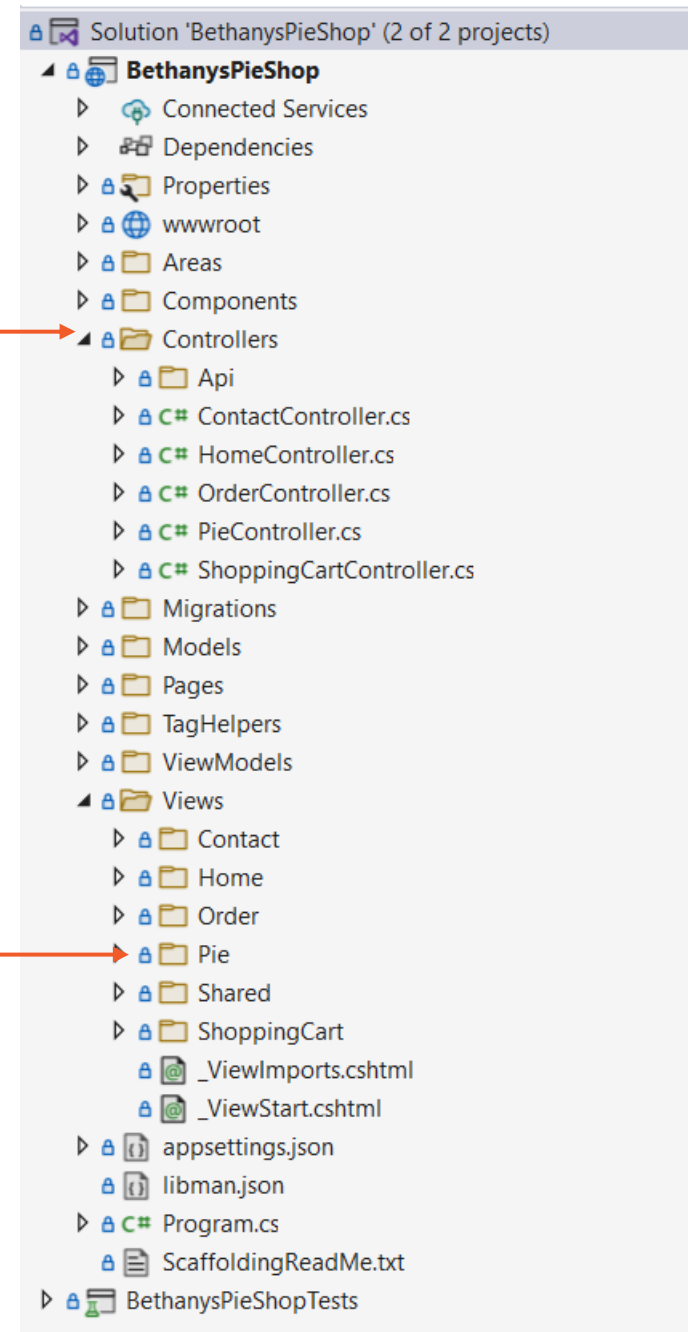 Solution 'BethanysPieShop' (2 of 2 projects)
BethanysPieShop
Connected Services
Dependencies
Properties
wwwroot
Areas
Components
Controllers
Api
C# ContactController.cs
C# HomeController.cs
C# OrderController.cs
C# PieController.cs
C# ShoppingCartController.cs
Migrations
Models
Pages
TagHelpers
ViewModels
Views
Contact
Home
Order
Pie
Shared
ShoppingCart
@ _ViewImports.cshtml
@ _ViewStart.cshtml
appsettings.json
libman.json
C# Program.cs
ScaffoldingReadMe.txt
BethanysPieShopTests